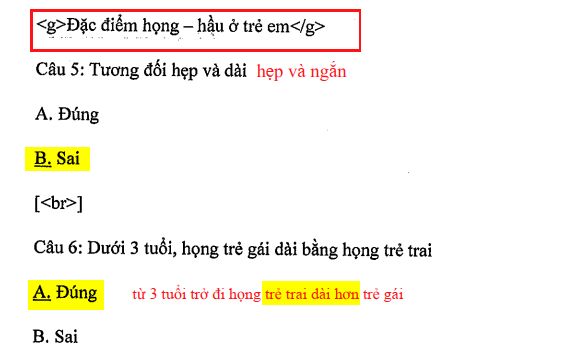 <g>Đặc điểm họng – hầu ở trẻ em</g>
Câu 5: Tương đối hẹp và dài hẹp và ngắn
A. Đúng
B. Sai
[<br>]
Câu 6: Dưới 3 tuổi, họng trẻ gái dài bằng họng trẻ trai
A. Đúng từ 3 tuổi trở đi họng trẻ trai dài hơn trẻ gái
B. Sai